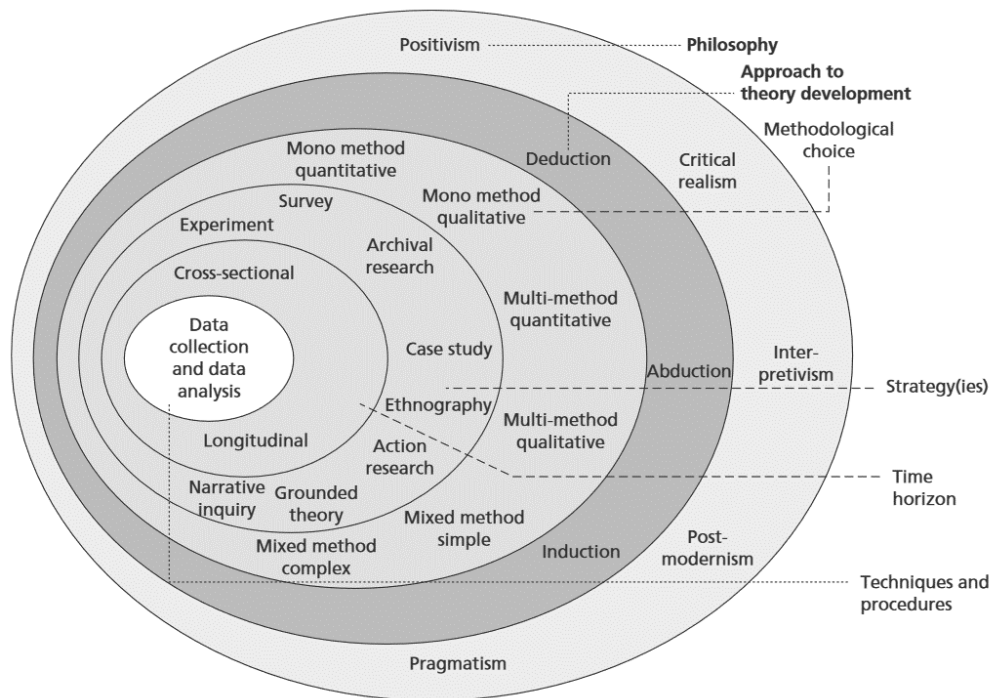 Positivism
Philosophy
Approach to
theory development
Methodological
choice
Mono method
quantitative
Deduction
Critical
realism
Mono method
qualitative
Survey
Experiment
Archival
research
Cross-sectional
Multi-method
quantitative
Data
collection
and data
analysis
Case study
Abduction
Inter-
pretivism
Strategy(ies)
Ethnography
Multi-method
qualitative
Longitudinal
Action
research
Time
horizon
Narrative
inquiry
Grounded
theory
Mixed method
simple
Mixed method
complex
Induction
Post-
modernism
Techniques and
procedures
Pragmatism